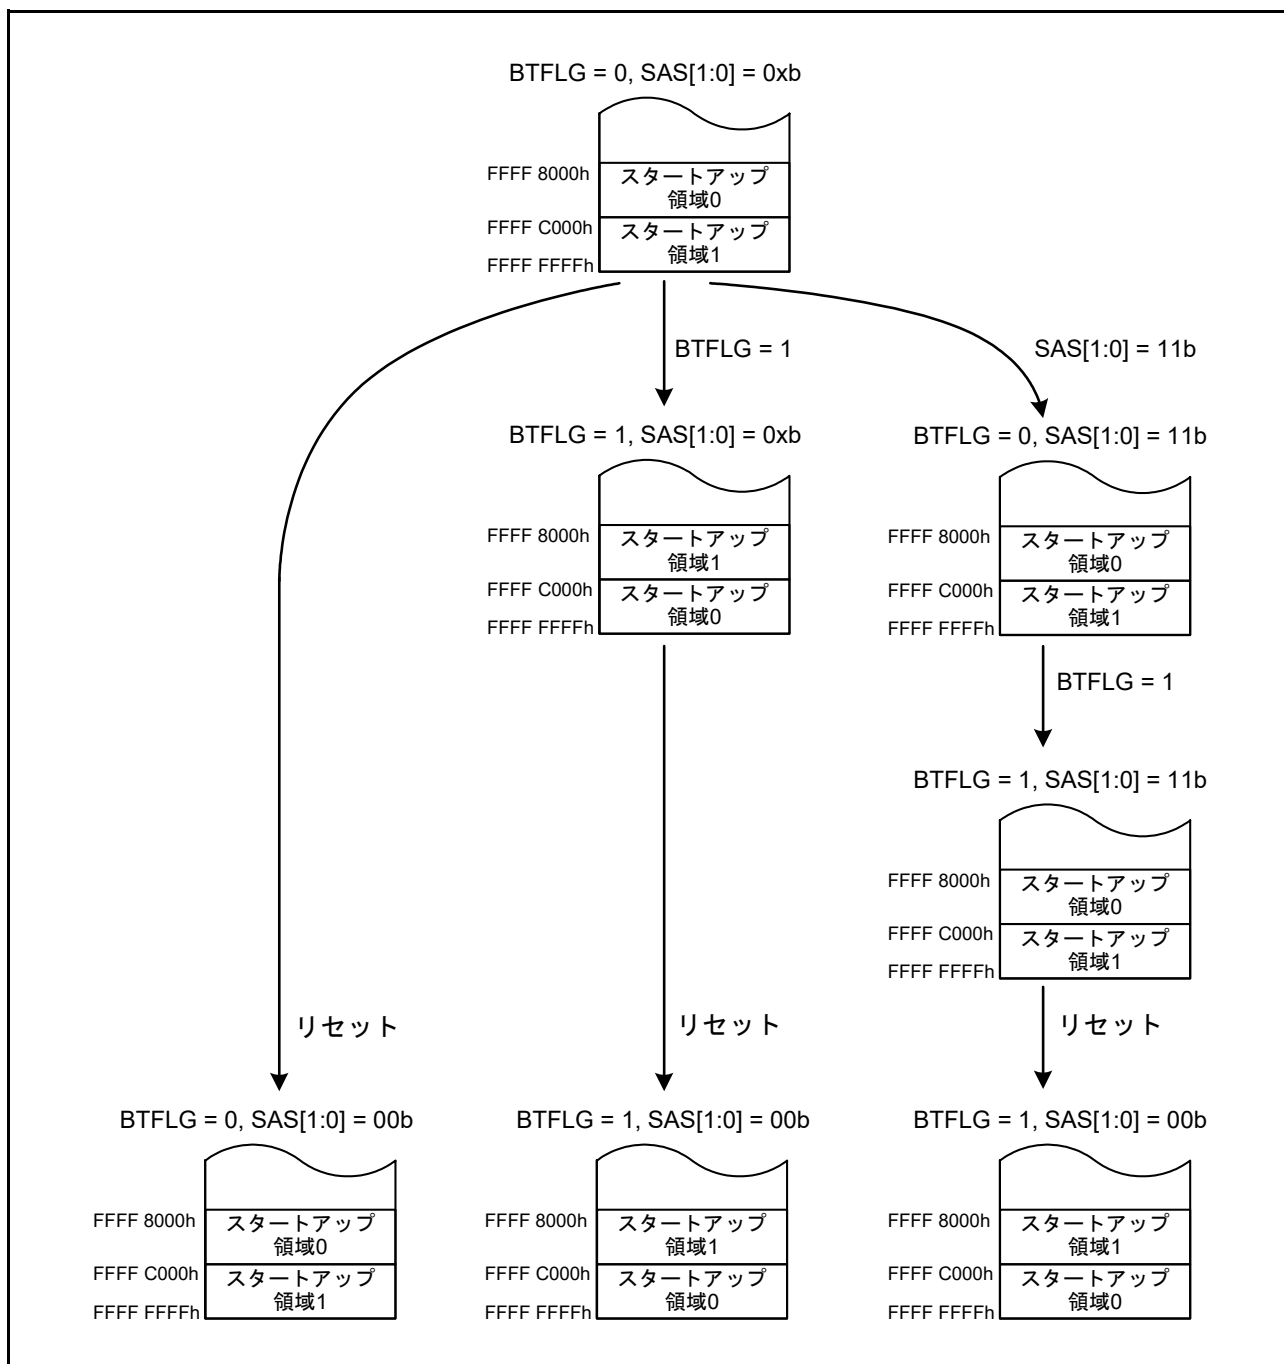 BTFLG = 0, SAS[1:0] = 0xb
FFFF 8000h
スタートアップ
領域0
FFFF C000h
スタートアップ
領域1
FFFF FFFFh
BTFLG = 1
SAS[1:0] = 11b
BTFLG = 1, SAS[1:0] = 0xb
FFFF 8000h
スタートアップ
領域1
FFFF C000h
スタートアップ
領域0
FFFF FFFFh
BTFLG = 0, SAS[1:0] = 11b
FFFF 8000h
スタートアップ
領域0
FFFF C000h
スタートアップ
領域1
FFFF FFFFh
BTFLG = 1
BTFLG = 1, SAS[1:0] = 11b
FFFF 8000h
スタートアップ
領域0
FFFF C000h
スタートアップ
領域1
FFFF FFFFh
リセット
リセット
リセット
BTFLG = 0, SAS[1:0] = 00b
FFFF 8000h
スタートアップ
領域0
FFFF C000h
スタートアップ
領域1
FFFF FFFFh
BTFLG = 1, SAS[1:0] = 00b
FFFF 8000h
スタートアップ
領域1
FFFF C000h
スタートアップ
領域0
FFFF FFFFh
BTFLG = 1, SAS[1:0] = 00b
FFFF 8000h
スタートアップ
領域1
FFFF C000h
スタートアップ
領域0
FFFF FFFFh